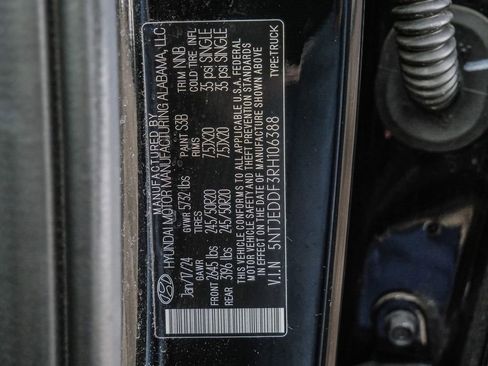 MANUFACTURED BY
HYUNDAI MOTOR MANUFACTURING ALABAMA, LLC
Jan/17/24 GVWR 5732 lbs PAINT S3B TRIM NNB
GAWR TIRES RIMS COLD TIRE INFL
FRONT 2645 lbs 245/50R20 7.5JX20 35 psi SINGLE
REAR 3196 lbs 245/50R20 7.5JX20 35 psi SINGLE
THIS VEHICLE CONFORMS TO ALL APPLICABLE U.S.A. FEDERAL
MOTOR VEHICLE SAFETY AND THEFT PREVENTION STANDARDS
IN EFFECT ON THE DATE OF MANUFACTURE SHOWN ABOVE
V.I.N 5NTJEDDF3RH106388 TYPE:TRUCK